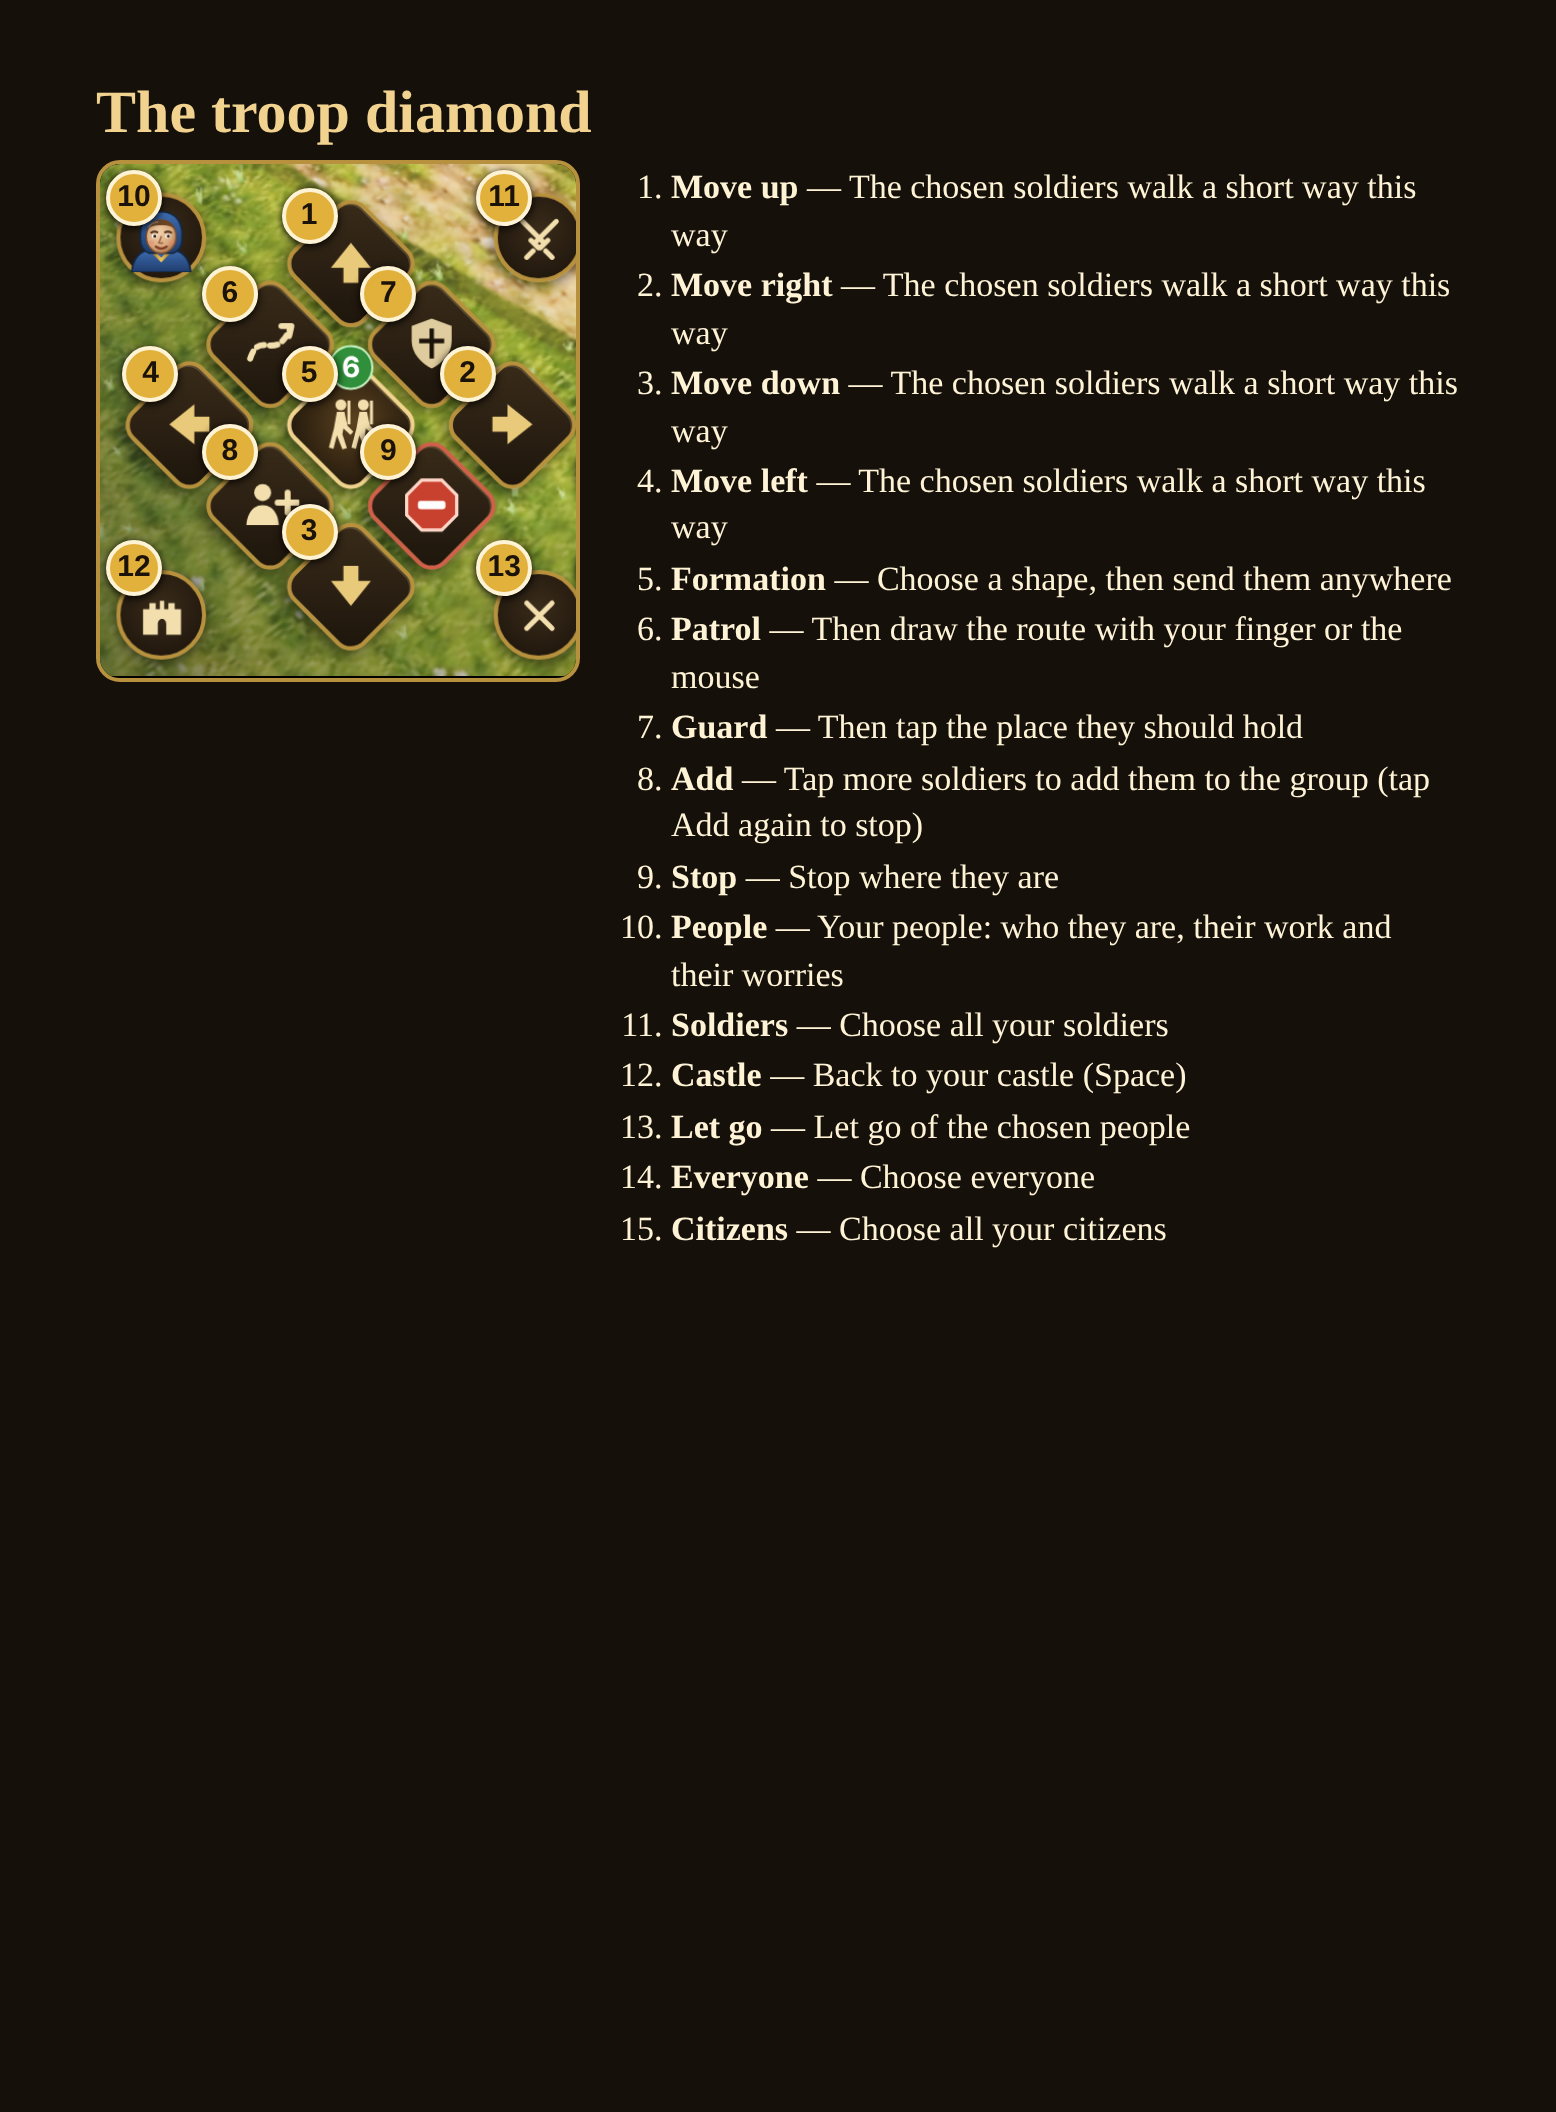 The troop diamond
10
11
1
6
7
4
5
6
2
8
9
3
12
13
1. Move up — The chosen soldiers walk a short way this
way
2. Move right — The chosen soldiers walk a short way this
way
3. Move down — The chosen soldiers walk a short way this
way
4. Move left — The chosen soldiers walk a short way this
way
5. Formation — Choose a shape, then send them anywhere
6. Patrol — Then draw the route with your finger or the
mouse
7. Guard — Then tap the place they should hold
8. Add — Tap more soldiers to add them to the group (tap
Add again to stop)
9. Stop — Stop where they are
10. People — Your people: who they are, their work and
their worries
11. Soldiers — Choose all your soldiers
12. Castle — Back to your castle (Space)
13. Let go — Let go of the chosen people
14. Everyone — Choose everyone
15. Citizens — Choose all your citizens